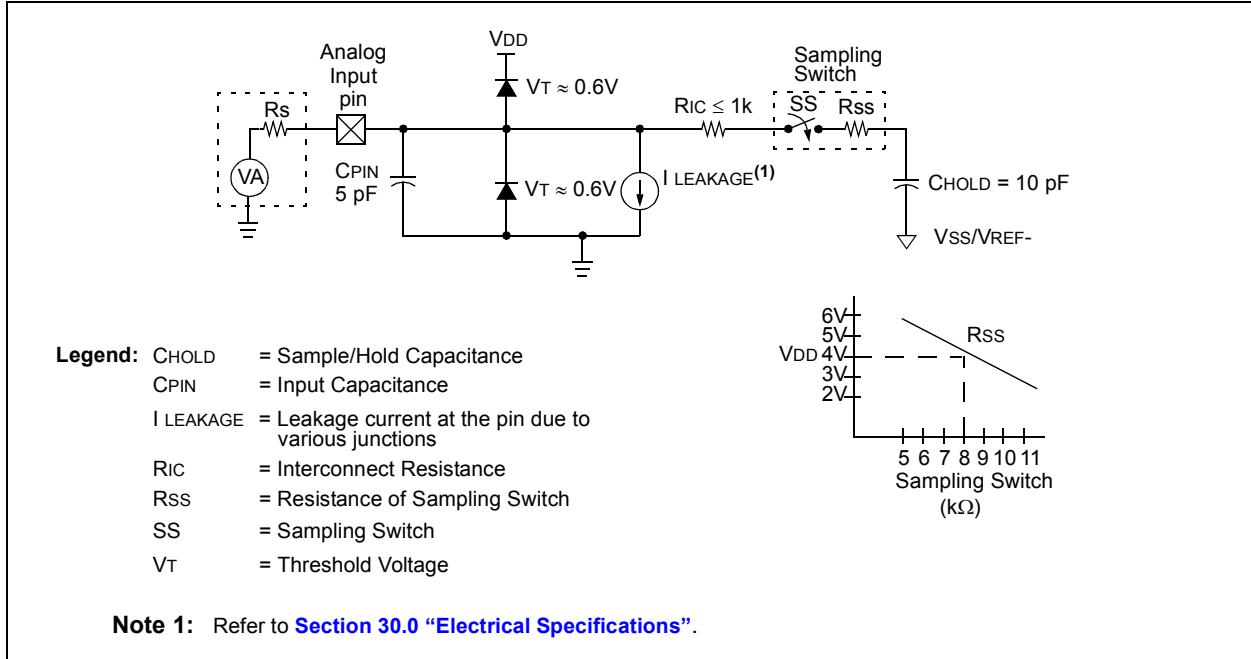 VDD
Analog
Input
pin
Sampling
Switch
VT ≈ 0.6V
RIC ≤ 1k
SS
Rss
Rs
VA
CPIN
5 pF
VT ≈ 0.6V
I LEAKAGE(1)
CHOLD = 10 pF
VSS/VREF-
6V
5V
VDD 4V
3V
2V
RSS
5 6 7 8 9 10 11
Sampling Switch
(kΩ)
Legend: CHOLD = Sample/Hold Capacitance
CPIN = Input Capacitance
I LEAKAGE = Leakage current at the pin due to
various junctions
RIC = Interconnect Resistance
RSS = Resistance of Sampling Switch
SS = Sampling Switch
VT = Threshold Voltage
Note 1: Refer to Section 30.0 “Electrical Specifications”.